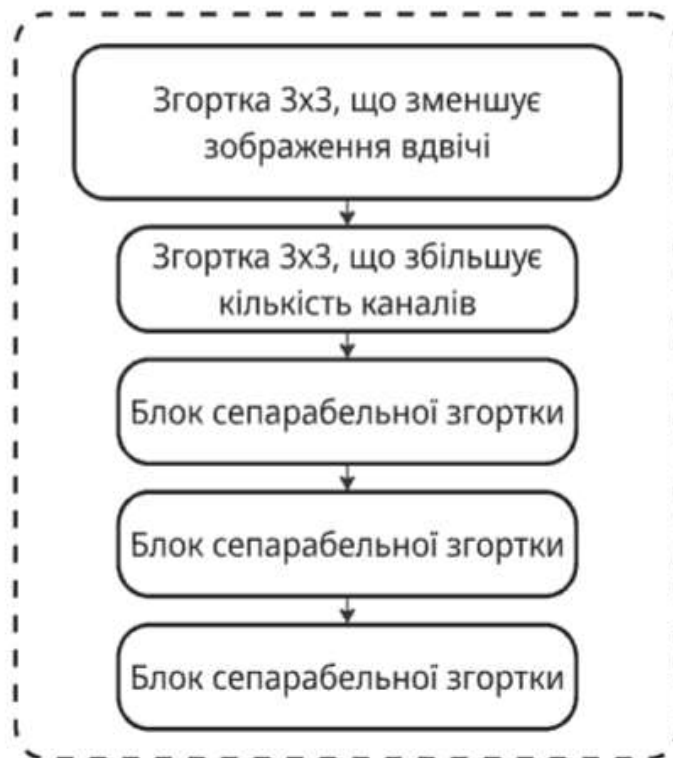 Згортка 3х3, що зменшує
зображення вдвічі
Згортка 3х3, що збільшує
кількість каналів
Блок сепарабельної згортки
Блок сепарабельної згортки
Блок сепарабельної згортки